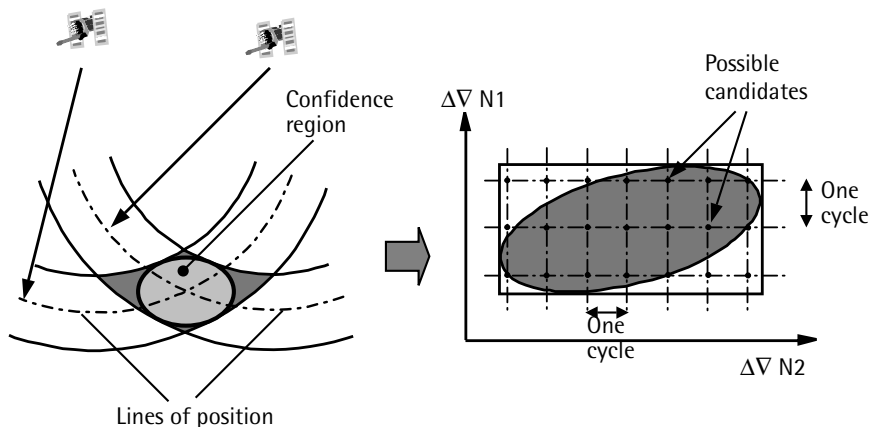 Confidence
region
Lines of position
Δ∇ N1
Possible
candidates
One
cycle
One
cycle
Δ∇ N2